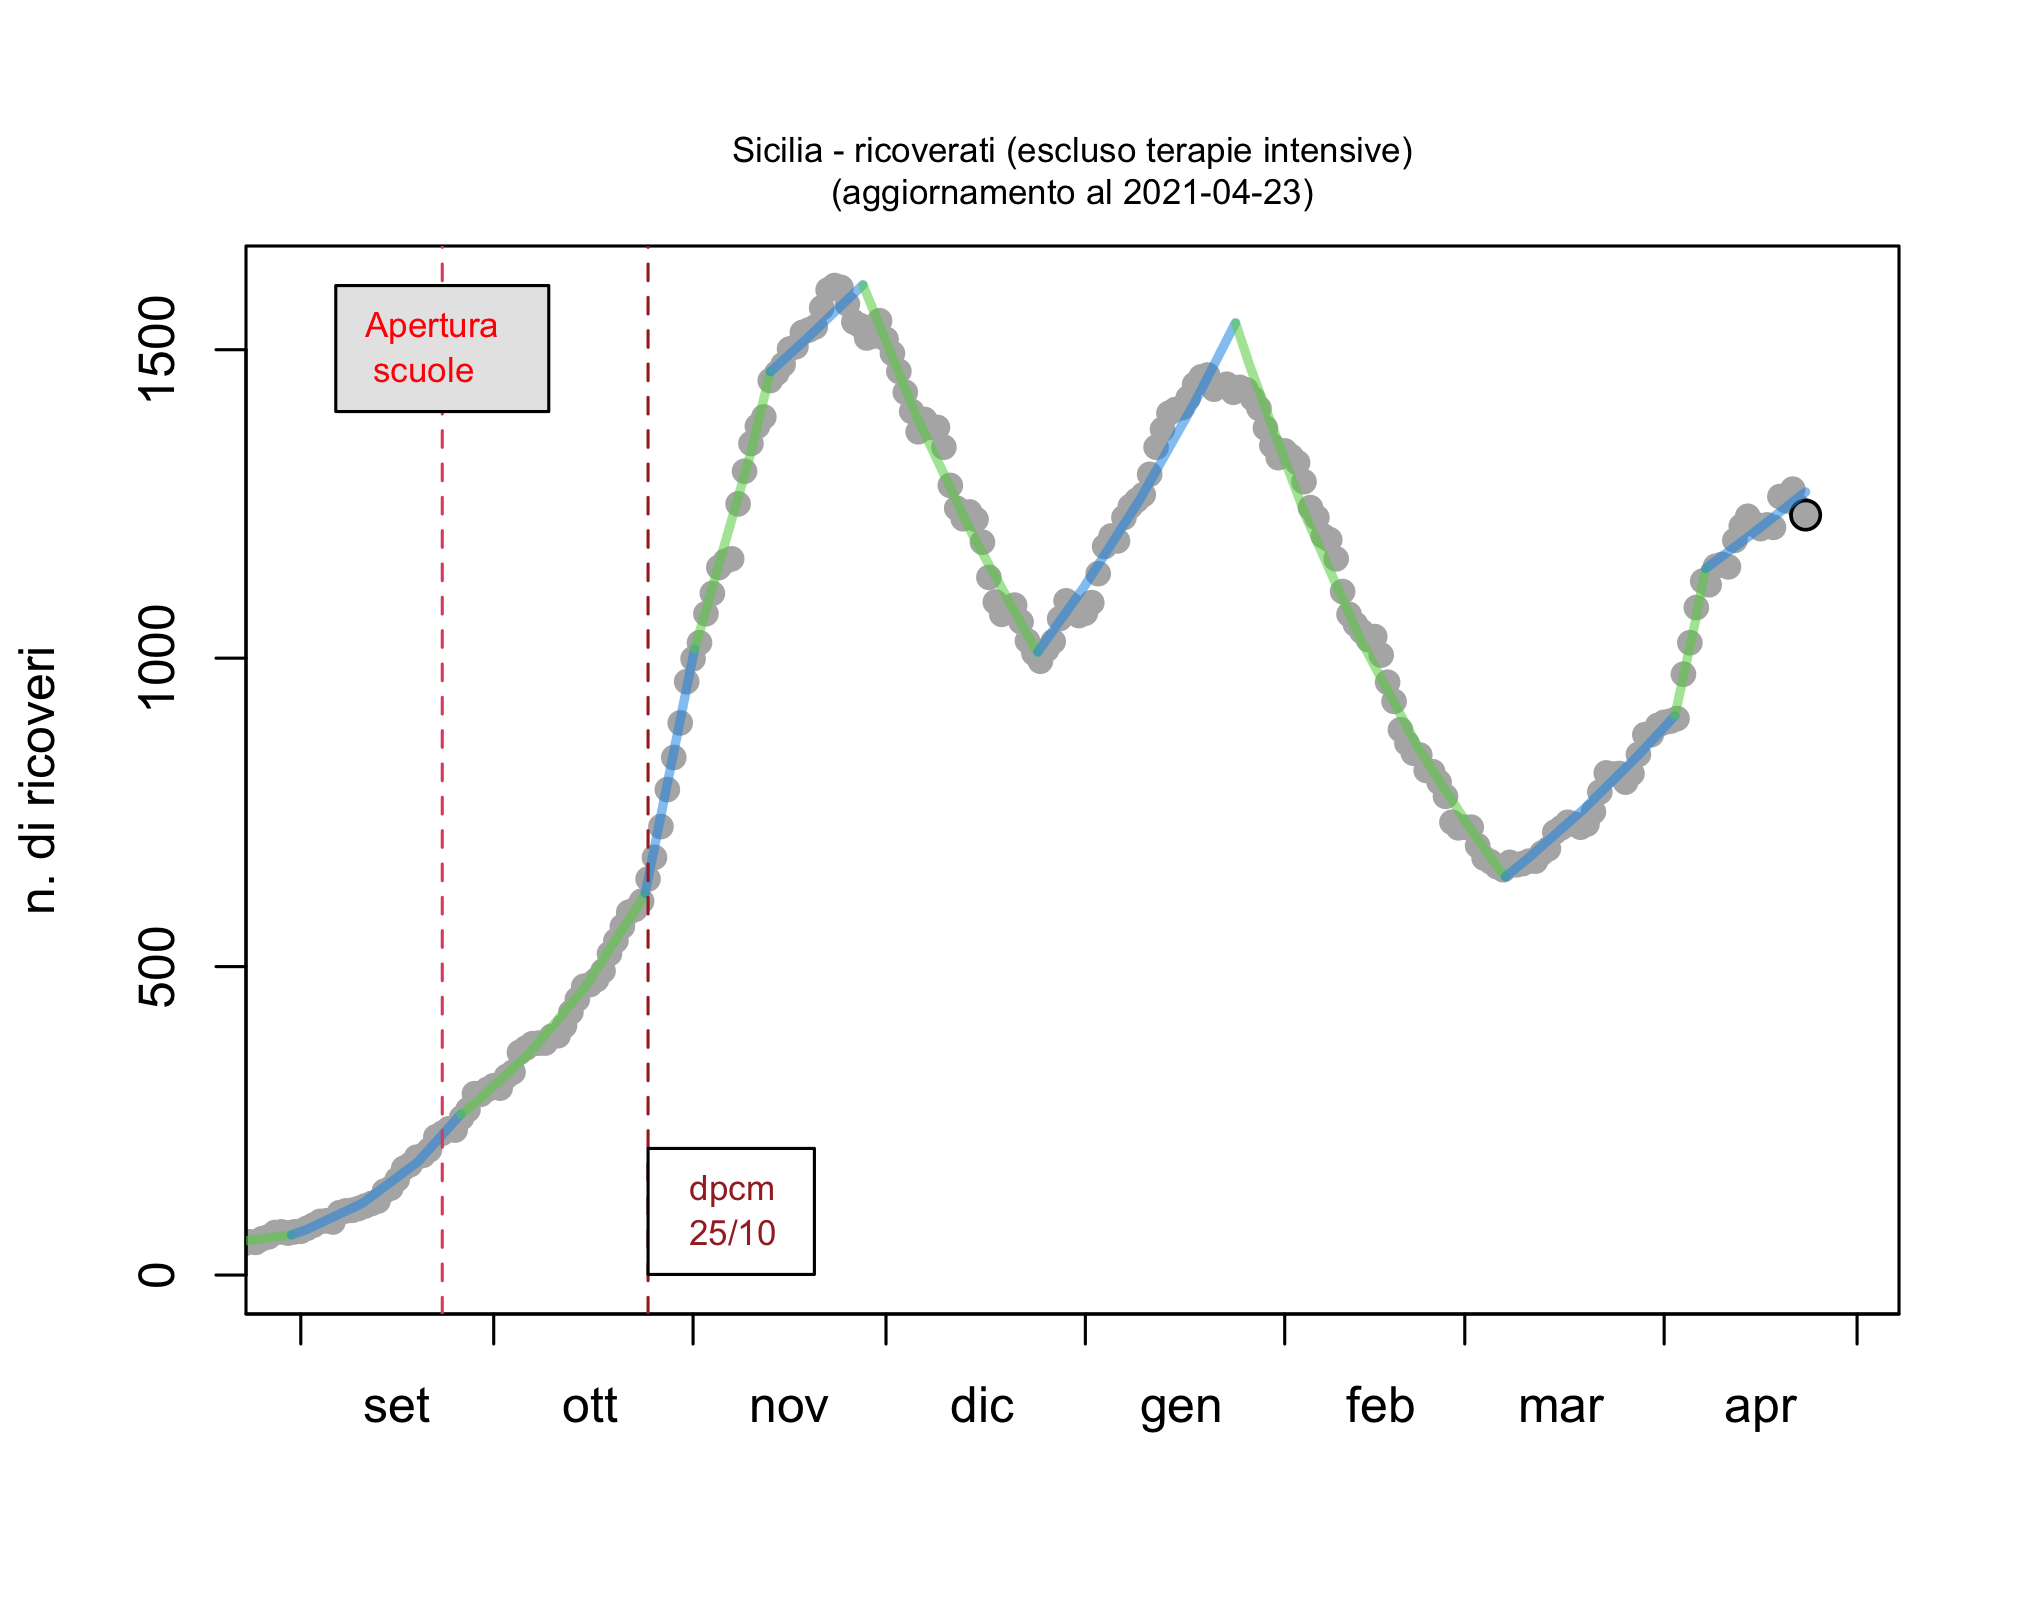 Sicilia - ricoverati (escluso terapie intensive)
(aggiornamento al 2021-04-23)
Apertura
scuole
dpcm
25/10
n. di ricoveri
1500
1000
500
0
set ott nov dic gen feb mar apr